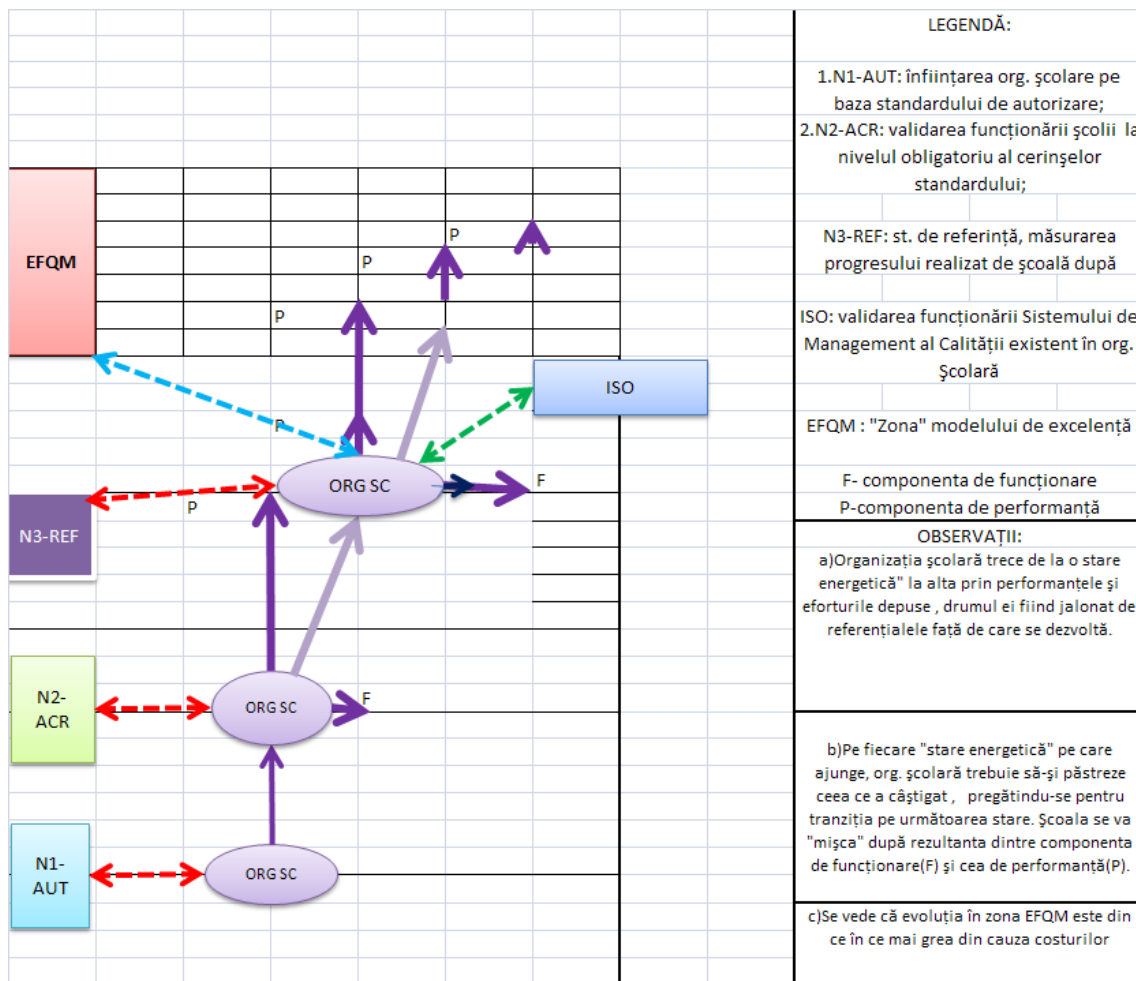 EFQM
P
P
P
P
ISO
ORG SC
F
P
N3-REF
N2-
ACR
ORG SC
F
N1-
AUT
ORG SC
LEGENDĂ:
1.N1-AUT: înființarea org. școlare pe
baza standardului de autorizare;
2.N2-ACR: validarea funcționării școlii la
nivelul obligatoriu al cerinșelor
standardului;
N3-REF: st. de referință, măsurarea
progresului realizat de școală după
ISO: validarea funcționării Sistemului de
Management al Calității existent în org.
Școlară
EFQM : "Zona" modelului de excelență
F- componenta de funcționare
P-componenta de performanță
OBSERVAȚII:
a)Organizația școlară trece de la o stare
energetică" la alta prin performanțele și
eforturile depuse , drumul ei fiind jalonat de
referențialele față de care se dezvoltă.
b)Pe fiecare "stare energetică" pe care
ajunge, org. școlară trebuie să-și păstreze
ceea ce a câștigat , pregătindu-se pentru
tranziția pe următoarea stare. Școala se va
"mișca" după rezultanta dintre componenta
de funcționare(F) și cea de performanță(P).
c)Se vede că evoluția în zona EFQM este din
ce în ce mai grea din cauza costurilor